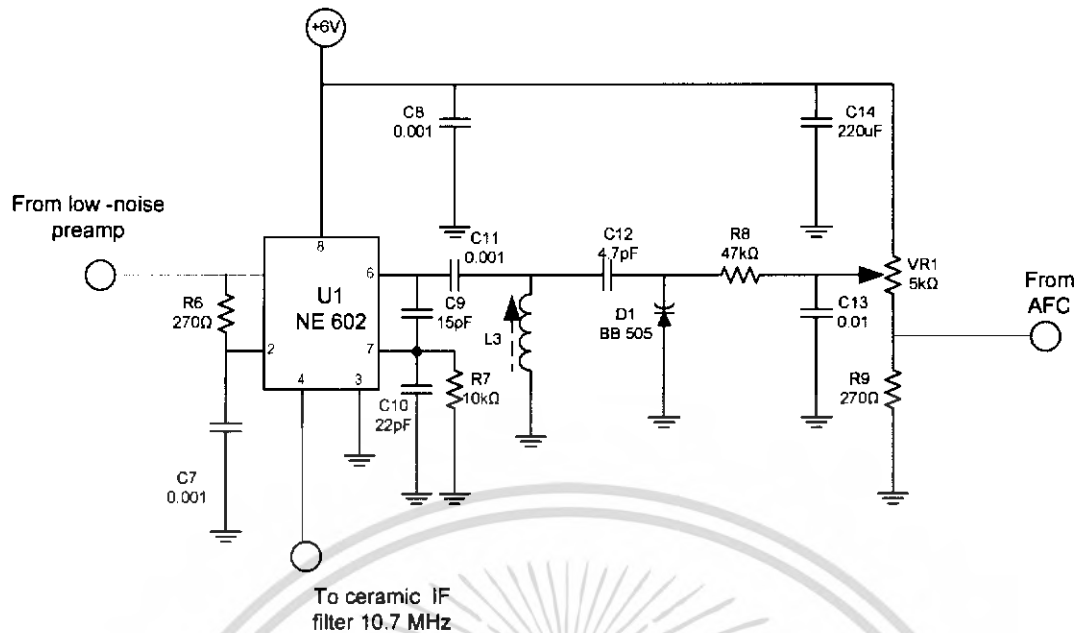 +6V
C8
0.001
C14
220uF
From low -noise
preamp
8
C11
0.001
C12
4.7pF
R8
47kΩ
VR1
5kΩ
From
AFC
R6
270Ω
U1
NE 602
6
C9
15pF
L3
D1
BB 505
C13
0.01
2
7
4
3
C10
22pF
R7
10kΩ
R9
270Ω
C7
0.001
To ceramic IF
filter 10.7 MHz